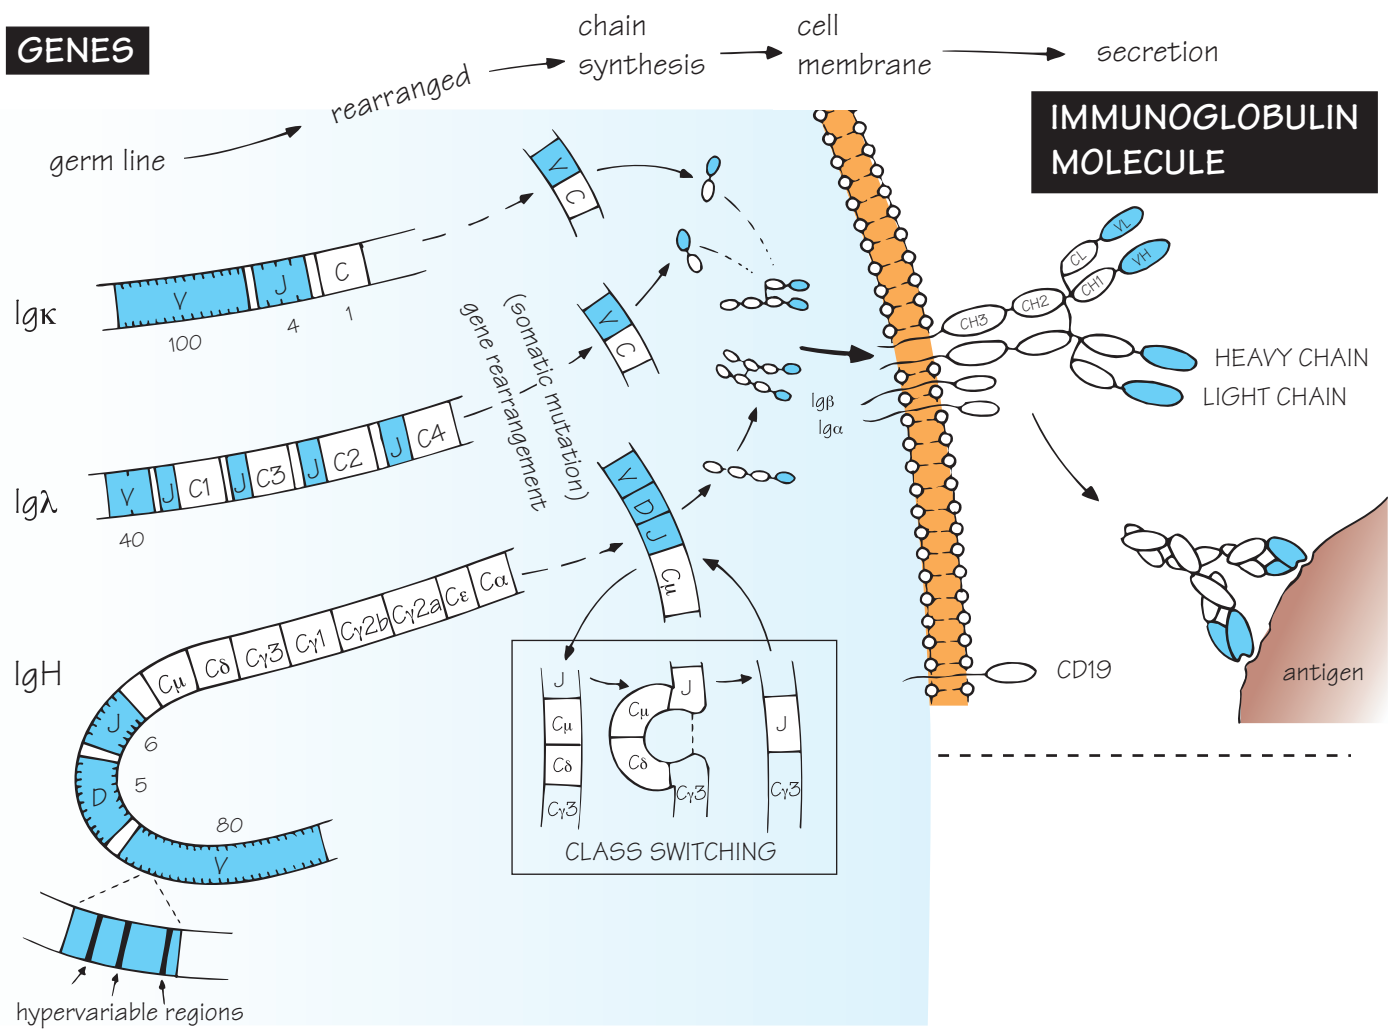 GENES
germ line
rearranged
chain
synthesis
cell
membrane
secretion
IMMUNOGLOBULIN
MOLECULE
V
C
Igκ
V
J
C
100
4
1
V
C
(somatic mutation)
gene rearrangement
Igλ
V
J
C1
J
C3
J
C2
J
C4
40
V
D
J
Cμ
IgH
Cμ
Cδ
Cγ3
Cγ1
Cγ2b
Cγ2a
Cε
Cα
J
6
D
5
80
V
hypervariable regions
J
Cμ
Cδ
Cγ3
Cμ
Cδ
J
Cγ3
J
Cγ3
CLASS SWITCHING
VL
CL
VH
CH1
CH2
CH3
HEAVY CHAIN
LIGHT CHAIN
Igβ
Igα
CD19
antigen